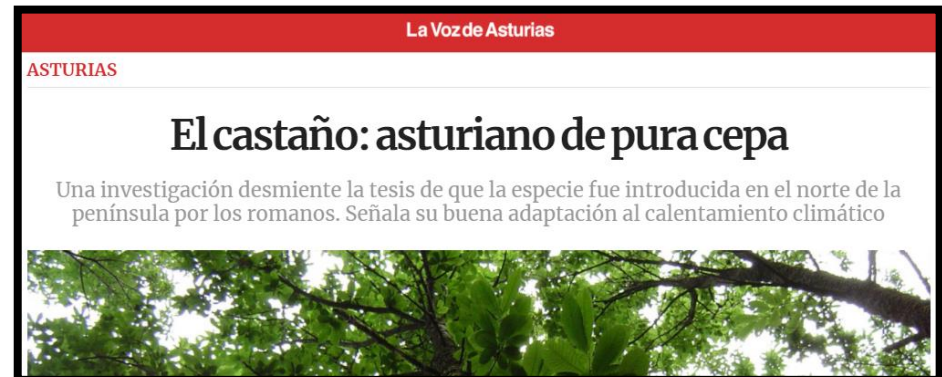 La Voz de Asturias
ASTURIAS
El castaño: asturiano de pura cepa
Una investigación desmiente la tesis de que la especie fue introducida en el norte de la
península por los romanos. Señala su buena adaptación al calentamiento climático